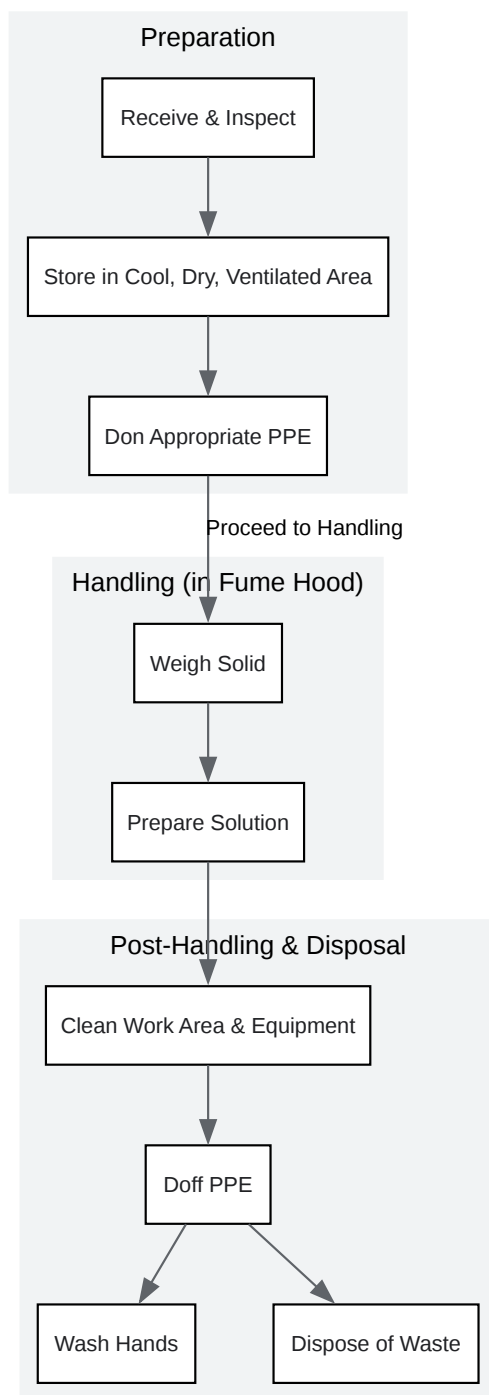 Preparation
Receive & Inspect
Store in Cool, Dry, Ventilated Area
Don Appropriate PPE
Proceed to Handling
Handling (in Fume Hood)
Weigh Solid
Prepare Solution
Post-Handling & Disposal
Clean Work Area & Equipment
Doff PPE
Wash Hands
Dispose of Waste